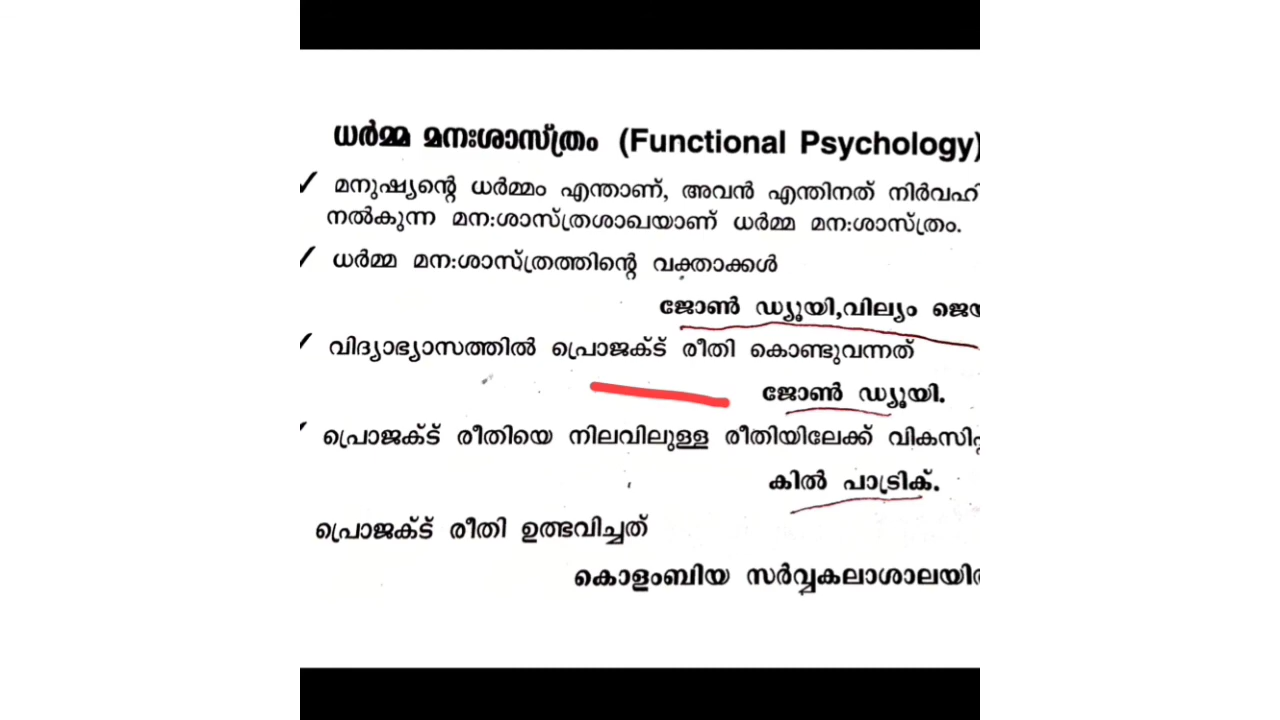 ധർമ്മ മനഃശാസ്ത്രം (Functional Psychology)
മനുഷ്യന്റെ ധർമ്മം എന്താണ്, അവൻ എന്തിനത് നിർവഹി
നൽകുന്ന മന:ശാസ്ത്രശാഖയാണ് ധർമ്മ മന:ശാസ്ത്രം.
ധർമ്മ മന:ശാസ്ത്രത്തിന്റെ വക്താക്കൾ
ജോൺ ഡ്യൂയി,വില്യം
വിദ്യാഭ്യാസത്തിൽ പ്രൊജക്ട് രീതി കൊണ്ടുവന്നത്
ജോൺ ഡ്യൂയി.
പ്രൊജക്ട് രീതിയെ നിലവിലുള്ള രീതിയിലേക്ക്
കിൽ പാട്രിക്.
പ്രൊജക്ട് രീതി ഉത്ഭവിച്ചത്
കൊളംബിയ സർവ്വകലാശാലയിൽ